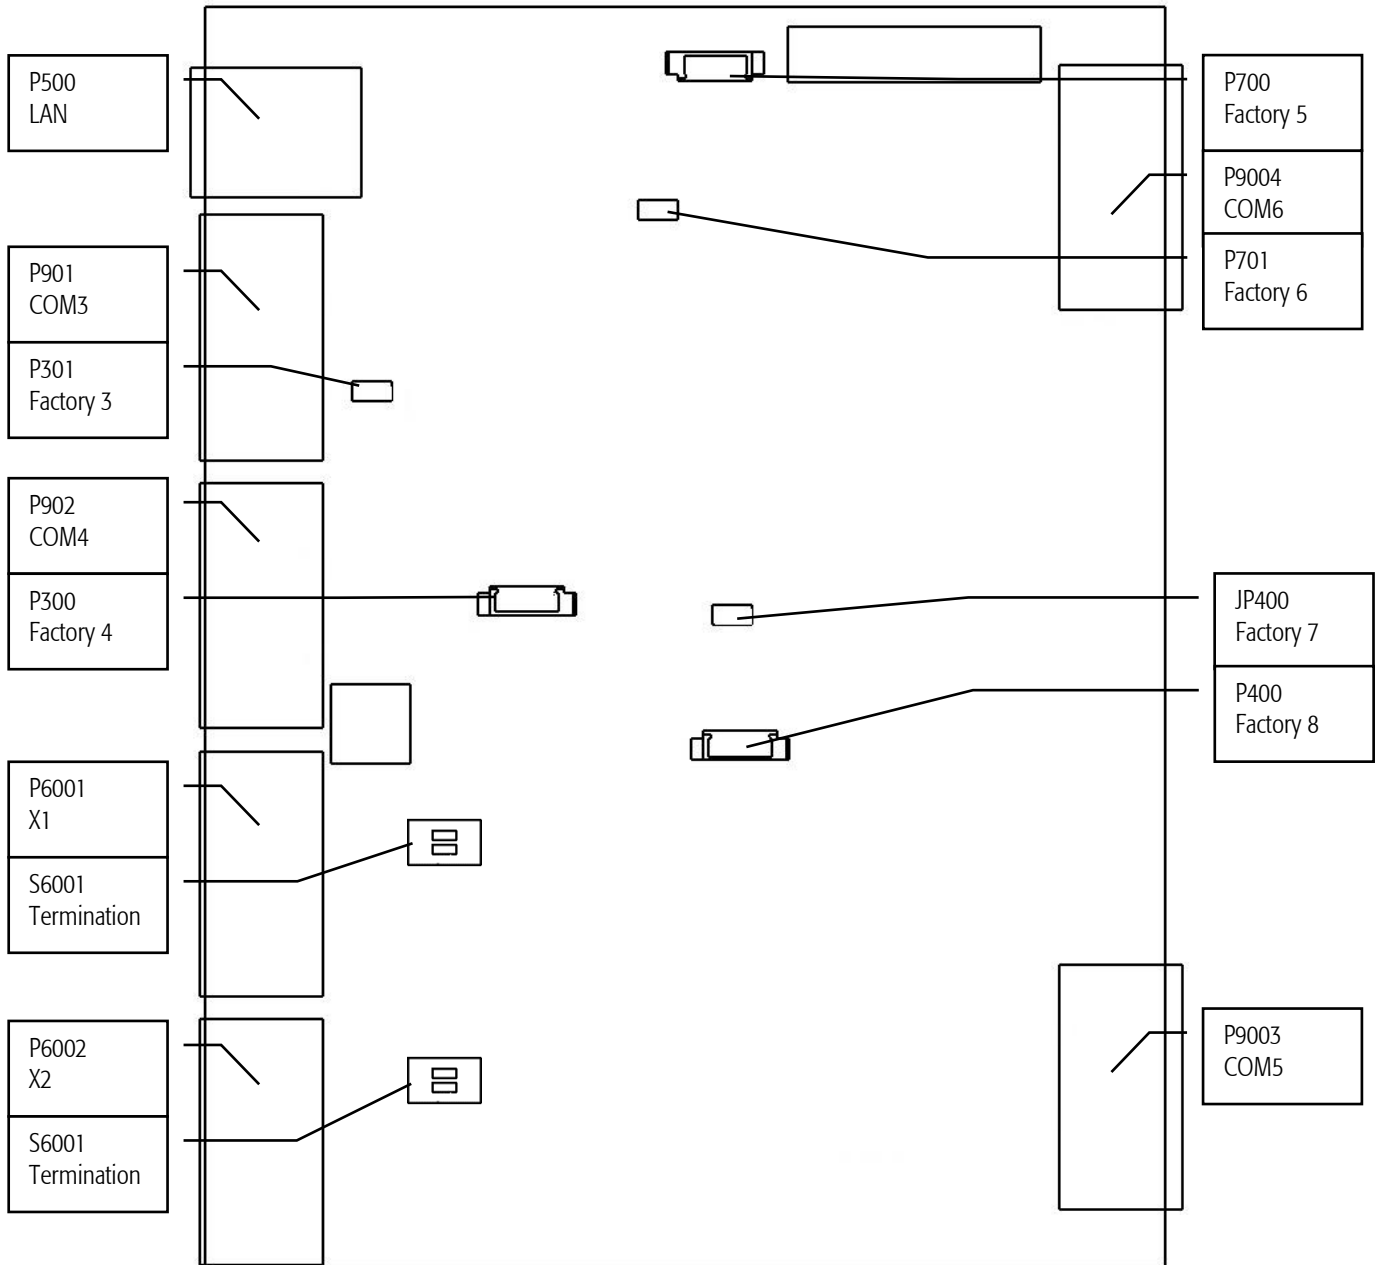 P500
LAN
P901
COM3
P301
Factory 3
P902
COM4
P300
Factory 4
P6001
X1
S6001
Termination
P6002
X2
S6001
Termination
P700
Factory 5
P9004
COM6
P701
Factory 6
JP400
Factory 7
P400
Factory 8
P9003
COM5